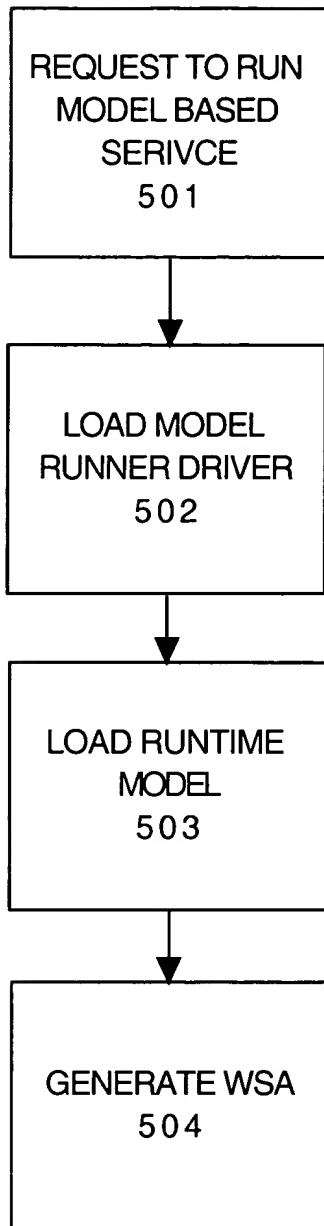 REQUEST TO RUN
MODEL BASED
SERIVCE
501
LOAD MODEL
RUNNER DRIVER
502
LOAD RUNTIME
MODEL
503
GENERATE WSA
504